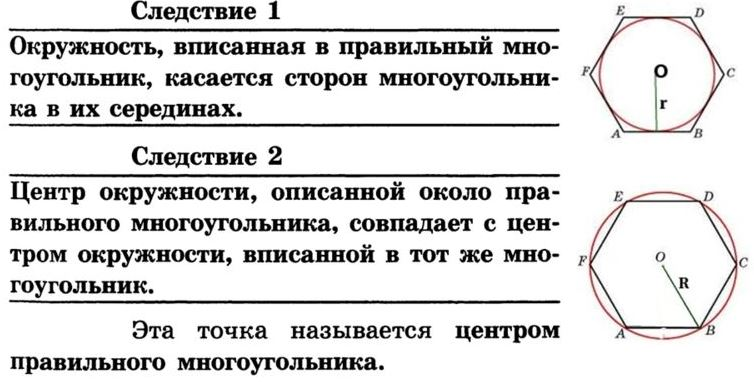 Следствие 1
Окружность, вписанная в правильный мно-
гоугольник, касается сторон многоугольни-
ка в их серединах.
Следствие 2
Центр окружности, описанной около пра-
вильного многоугольника, совпадает с цен-
тром окружности, вписанной в тот же мно-
гоугольник.
Эта точка называется центром
правильного многоугольника.
E D
F O C
r
A B
E D
F O C
R
A B